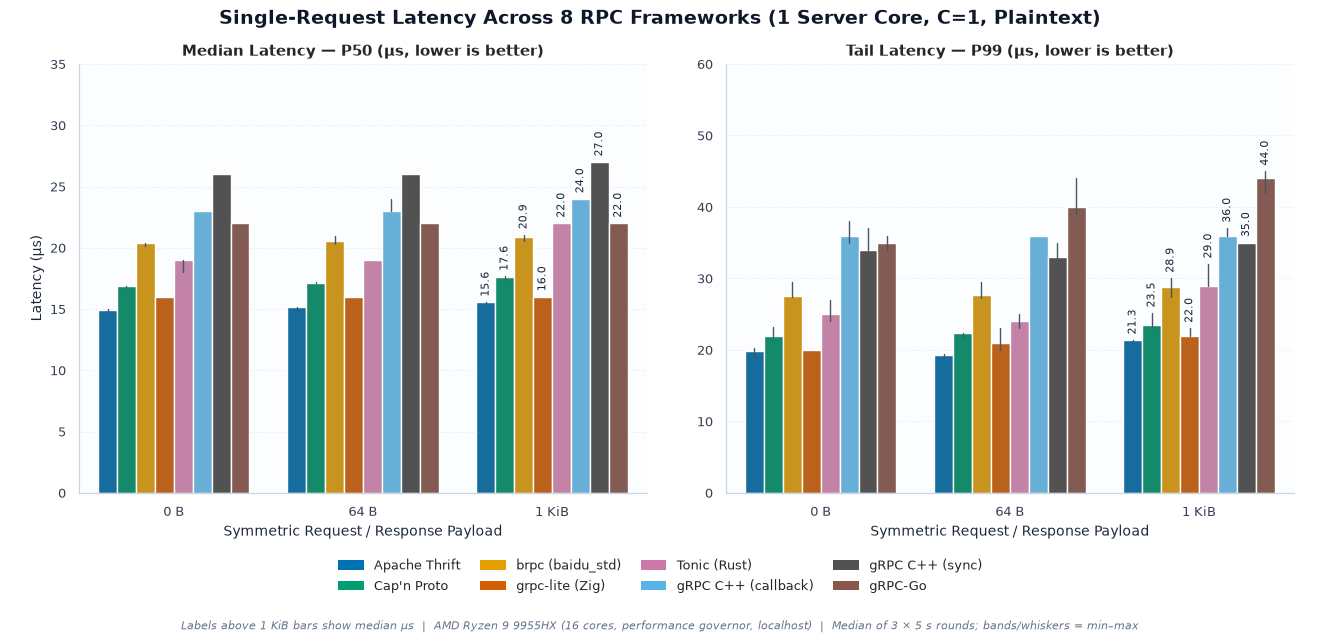 Single-Request Latency Across 8 RPC Frameworks (1 Server Core, C=1, Plaintext)
Median Latency — P50 (µs, lower is better)
35
30
25
20
15
10
5
0
Latency (µs)
15.6
17.6
20.9
16.0
22.0
24.0
27.0
22.0
0 B
64 B
1 KiB
Symmetric Request / Response Payload
Tail Latency — P99 (µs, lower is better)
60
50
40
30
20
10
0
21.3
23.5
28.9
22.0
29.0
36.0
35.0
44.0
0 B
64 B
1 KiB
Symmetric Request / Response Payload
Apache Thrift
Cap'n Proto
brpc (baidu_std)
grpc-lite (Zig)
Tonic (Rust)
gRPC C++ (callback)
gRPC C++ (sync)
gRPC-Go
Labels above 1 KiB bars show median µs | AMD Ryzen 9 9955HX (16 cores, performance governor, localhost) | Median of 3 × 5 s rounds; bands/whiskers = min–max